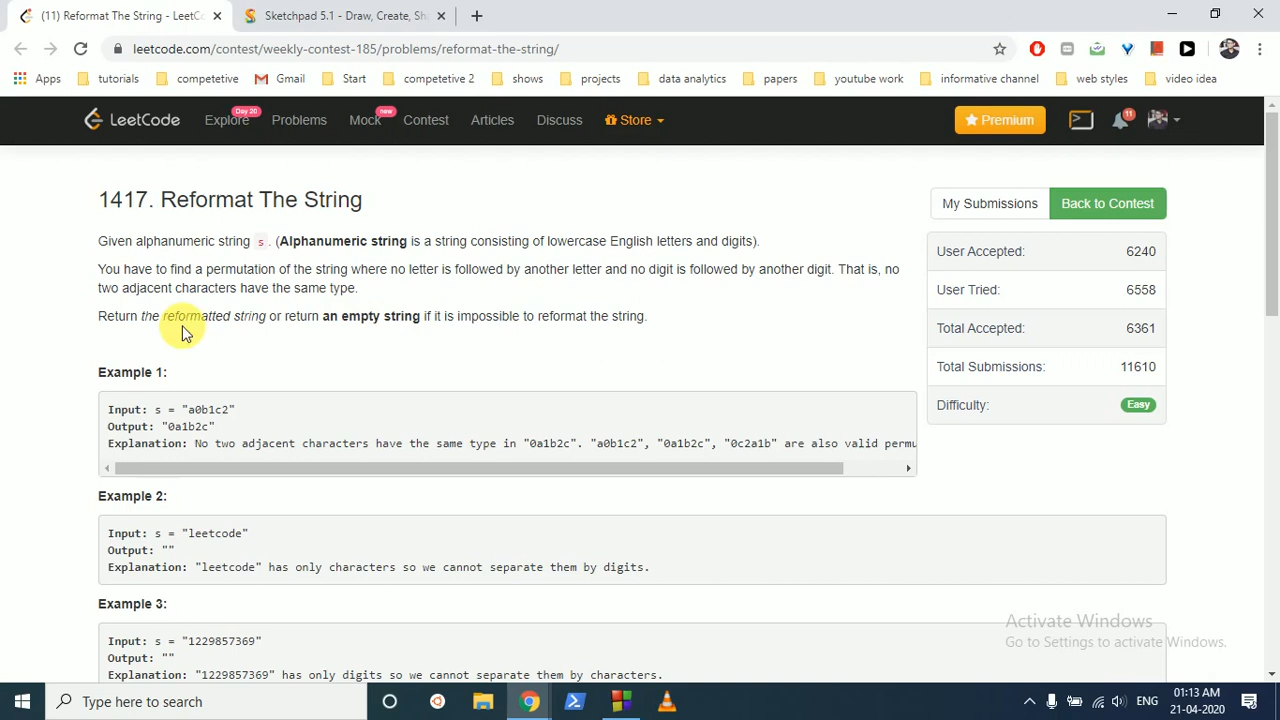 (11) Reformat The String - LeetCo
Sketchpad 5.1 - Draw, Create, Sh
leetcode.com/contest/weekly-contest-185/problems/reformat-the-string/
Apps
tutorials
competetive
Gmail
Start
competetive 2
shows
projects
data analytics
papers
youtube work
informative channel
web styles
video idea
LeetCode
Explore
Day 20
Problems
Mock
new
Contest
Articles
Discuss
Store
Premium
11
1417. Reformat The String
My Submissions
Back to Contest
Given alphanumeric string s. (Alphanumeric string is a string consisting of lowercase English letters and digits).
You have to find a permutation of the string where no letter is followed by another letter and no digit is followed by another digit. That is, no
two adjacent characters have the same type.
Return the reformatted string or return an empty string if it is impossible to reformat the string.
User Accepted: 6240
User Tried: 6558
Total Accepted: 6361
Total Submissions: 11610
Difficulty: Easy
Example 1:
Input: s = "a0b1c2"
Output: "0a1b2c"
Explanation: No two adjacent characters have the same type in "0a1b2c". "a0b1c2", "0a1b2c", "0c2a1b" are also valid permu
Example 2:
Input: s = "leetcode"
Output: ""
Explanation: "leetcode" has only characters so we cannot separate them by digits.
Example 3:
Input: s = "1229857369"
Output: ""
Explanation: "1229857369" has only digits so we cannot separate them by characters.
Activate Windows
Go to Settings to activate Windows.
Type here to search
ENG
01:13 AM
21-04-2020